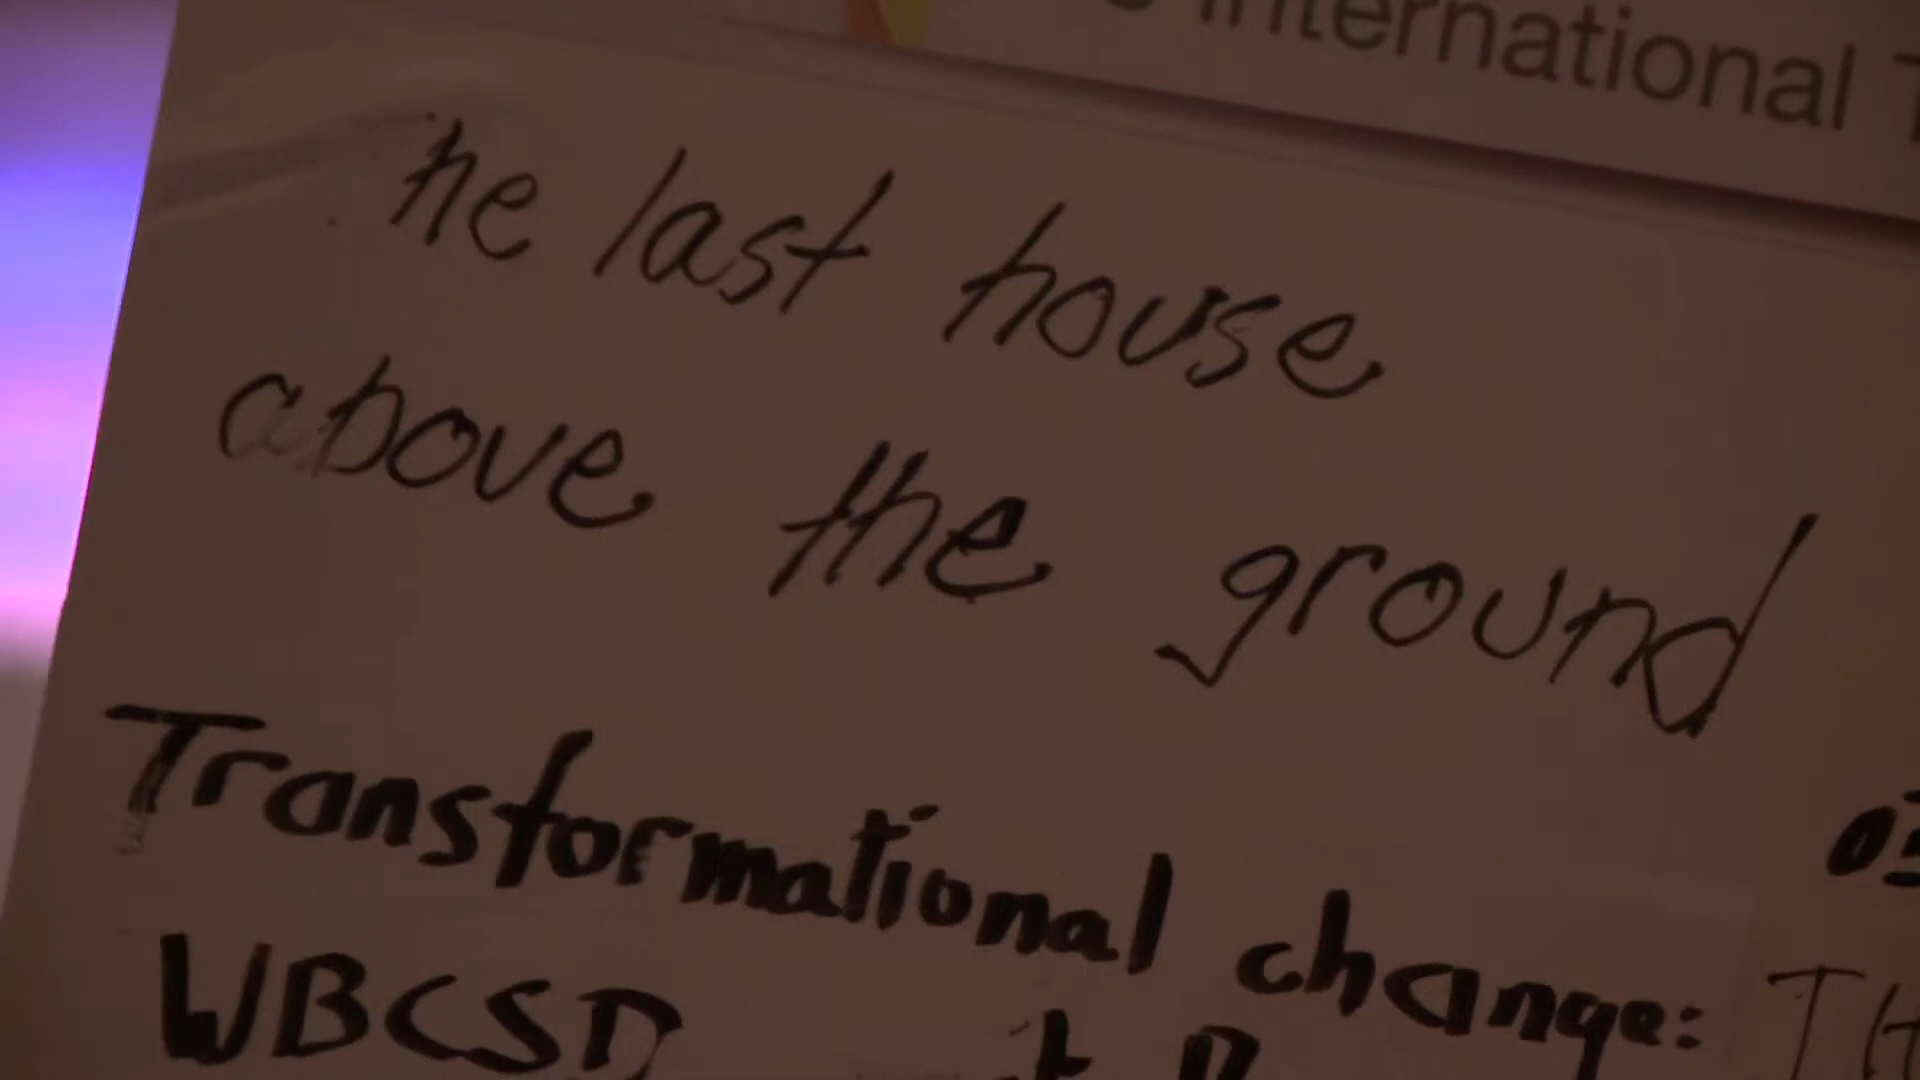 International
he last house
above the ground
Transformational change:
WBCSD